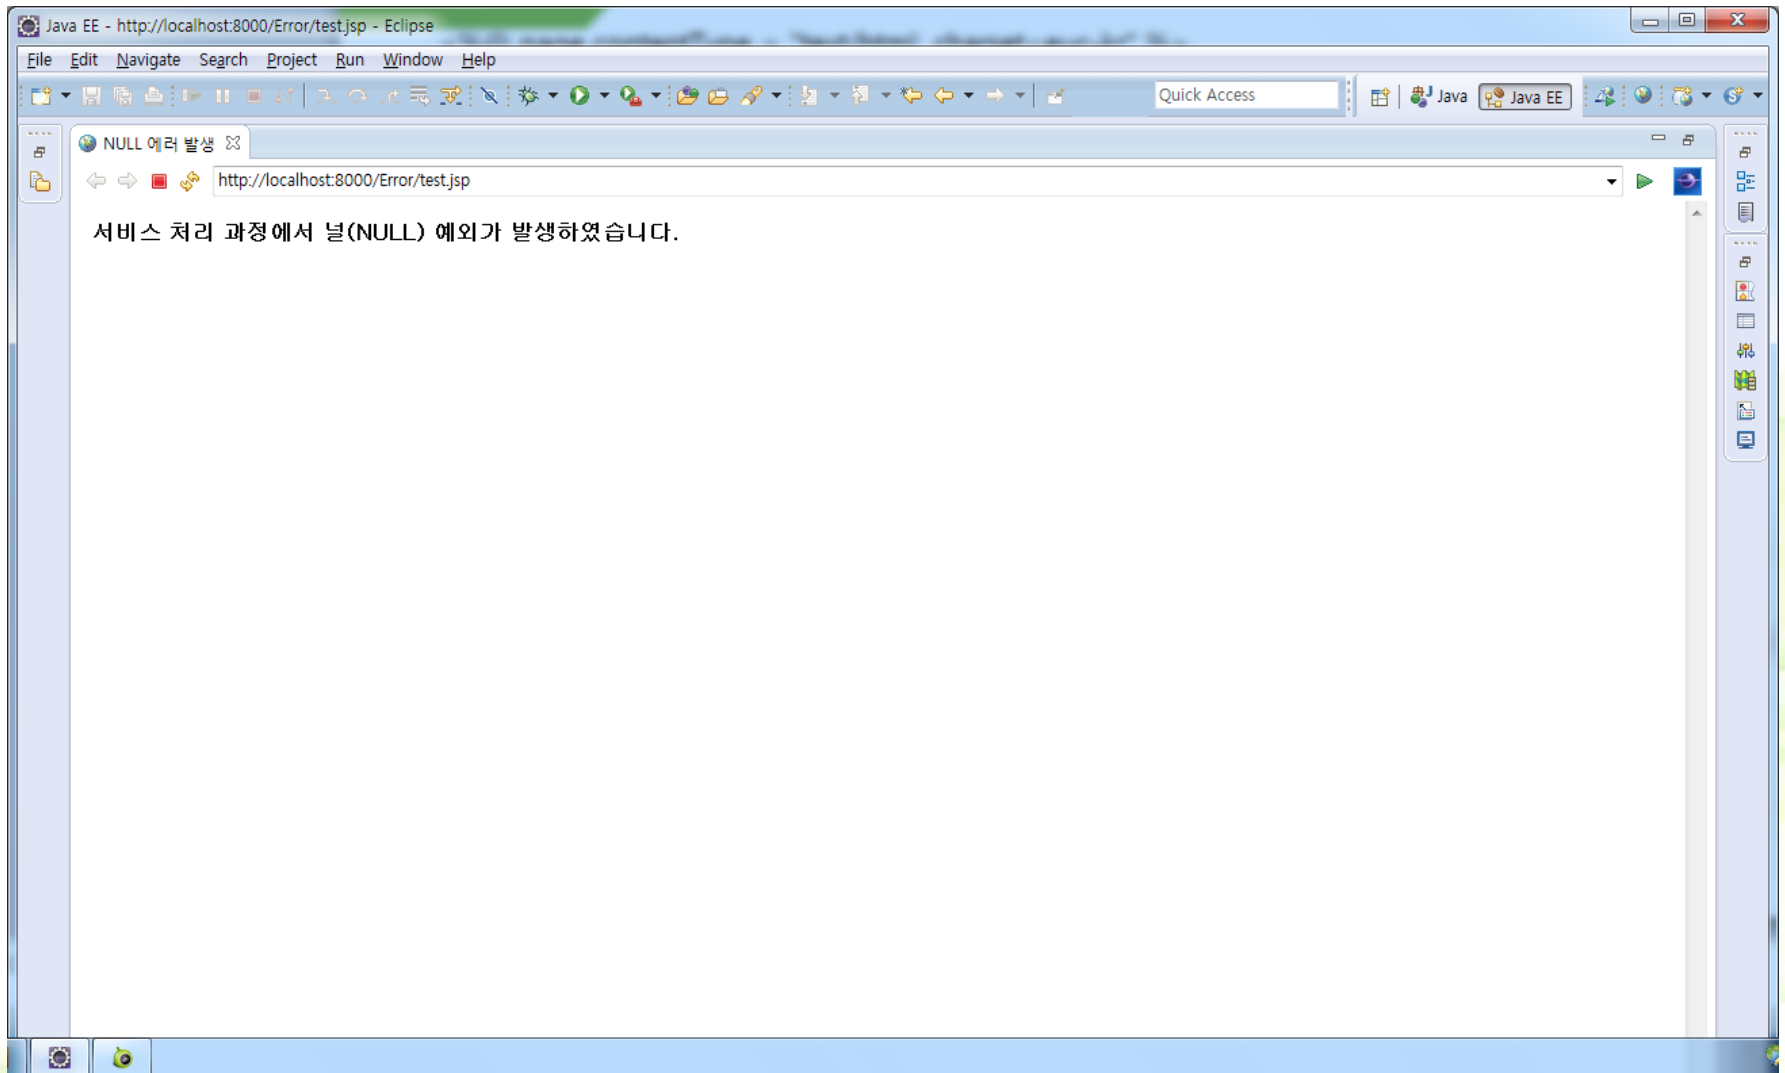 Java EE - http://localhost:8000/Error/test.jsp - Eclipse
File Edit Navigate Search Project Run Window Help
Quick Access
Java
Java EE
NULL 에러 발생
http://localhost:8000/Error/test.jsp
서비스 처리 과정에서 널(NULL) 예외가 발생하였습니다.